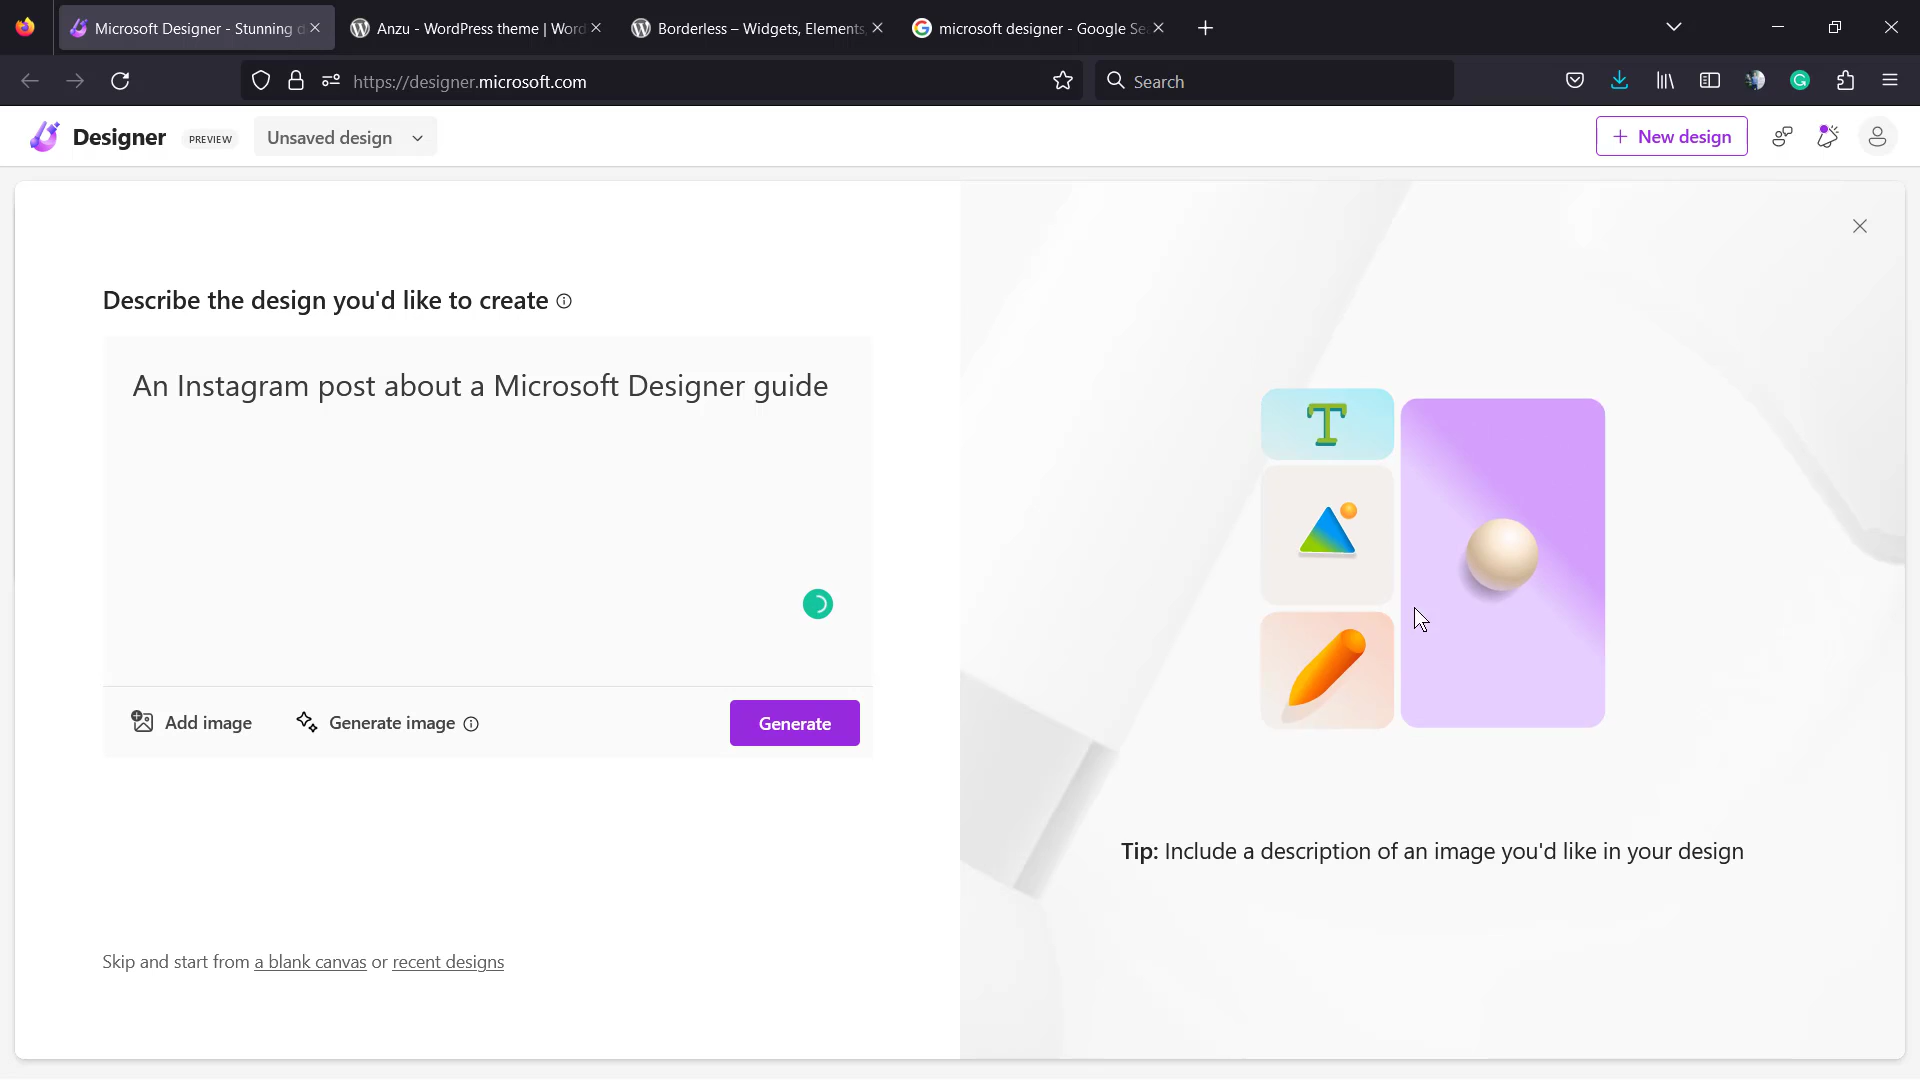 Microsoft Designer - Stunning d
Anzu - WordPress theme | Word
Borderless – Widgets, Elements,
microsoft designer - Google Se
https://designer.microsoft.com
Search
Designer
PREVIEW
Unsaved design
New design
Describe the design you'd like to create
An Instagram post about a Microsoft Designer guide
T
Add image
Generate image
Generate
Tip: Include a description of an image you'd like in your design
Skip and start from a blank canvas or recent designs